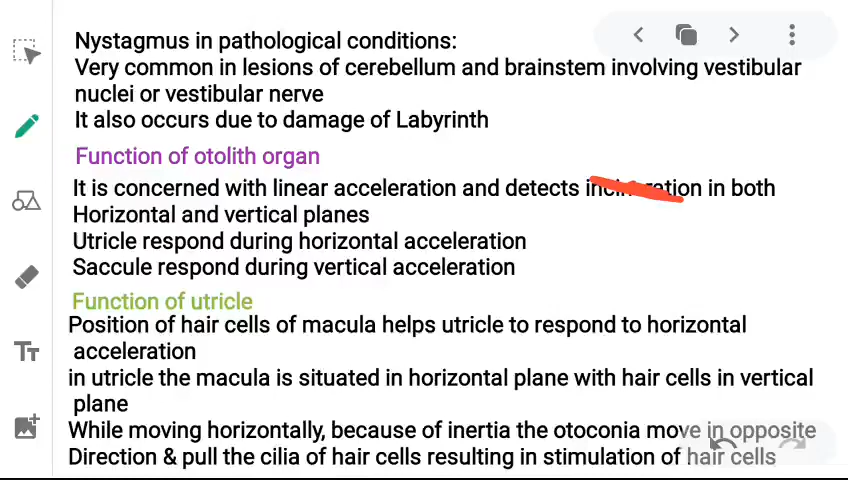 Nystagmus in pathological conditions:
Very common in lesions of cerebellum and brainstem involving vestibular
nuclei or vestibular nerve
It also occurs due to damage of Labyrinth
Function of otolith organ
It is concerned with linear acceleration and detects in both
Horizontal and vertical planes
Utricle respond during horizontal acceleration
Saccule respond during vertical acceleration
Function of utricle
Position of hair cells of macula helps utricle to respond to horizontal
acceleration
in utricle the macula is situated in horizontal plane with hair cells in vertical
plane
While moving horizontally, because of inertia the otoconia move in opposite
Direction & pull the cilia of hair cells resulting in stimulation of hair cells
TT